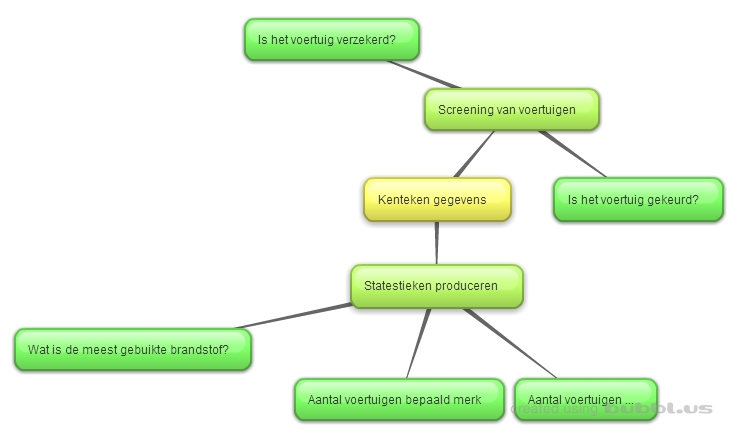 Is het voertuig verzekerd?
Screening van voertuigen
Kenteken gegevens
Is het voertuig gekeurd?
Statestieken produceren
Wat is de meest gebuikte brandstof?
Aantal voertuigen bepaald merk
Aantal voertuigen ...
created using bubbl.us